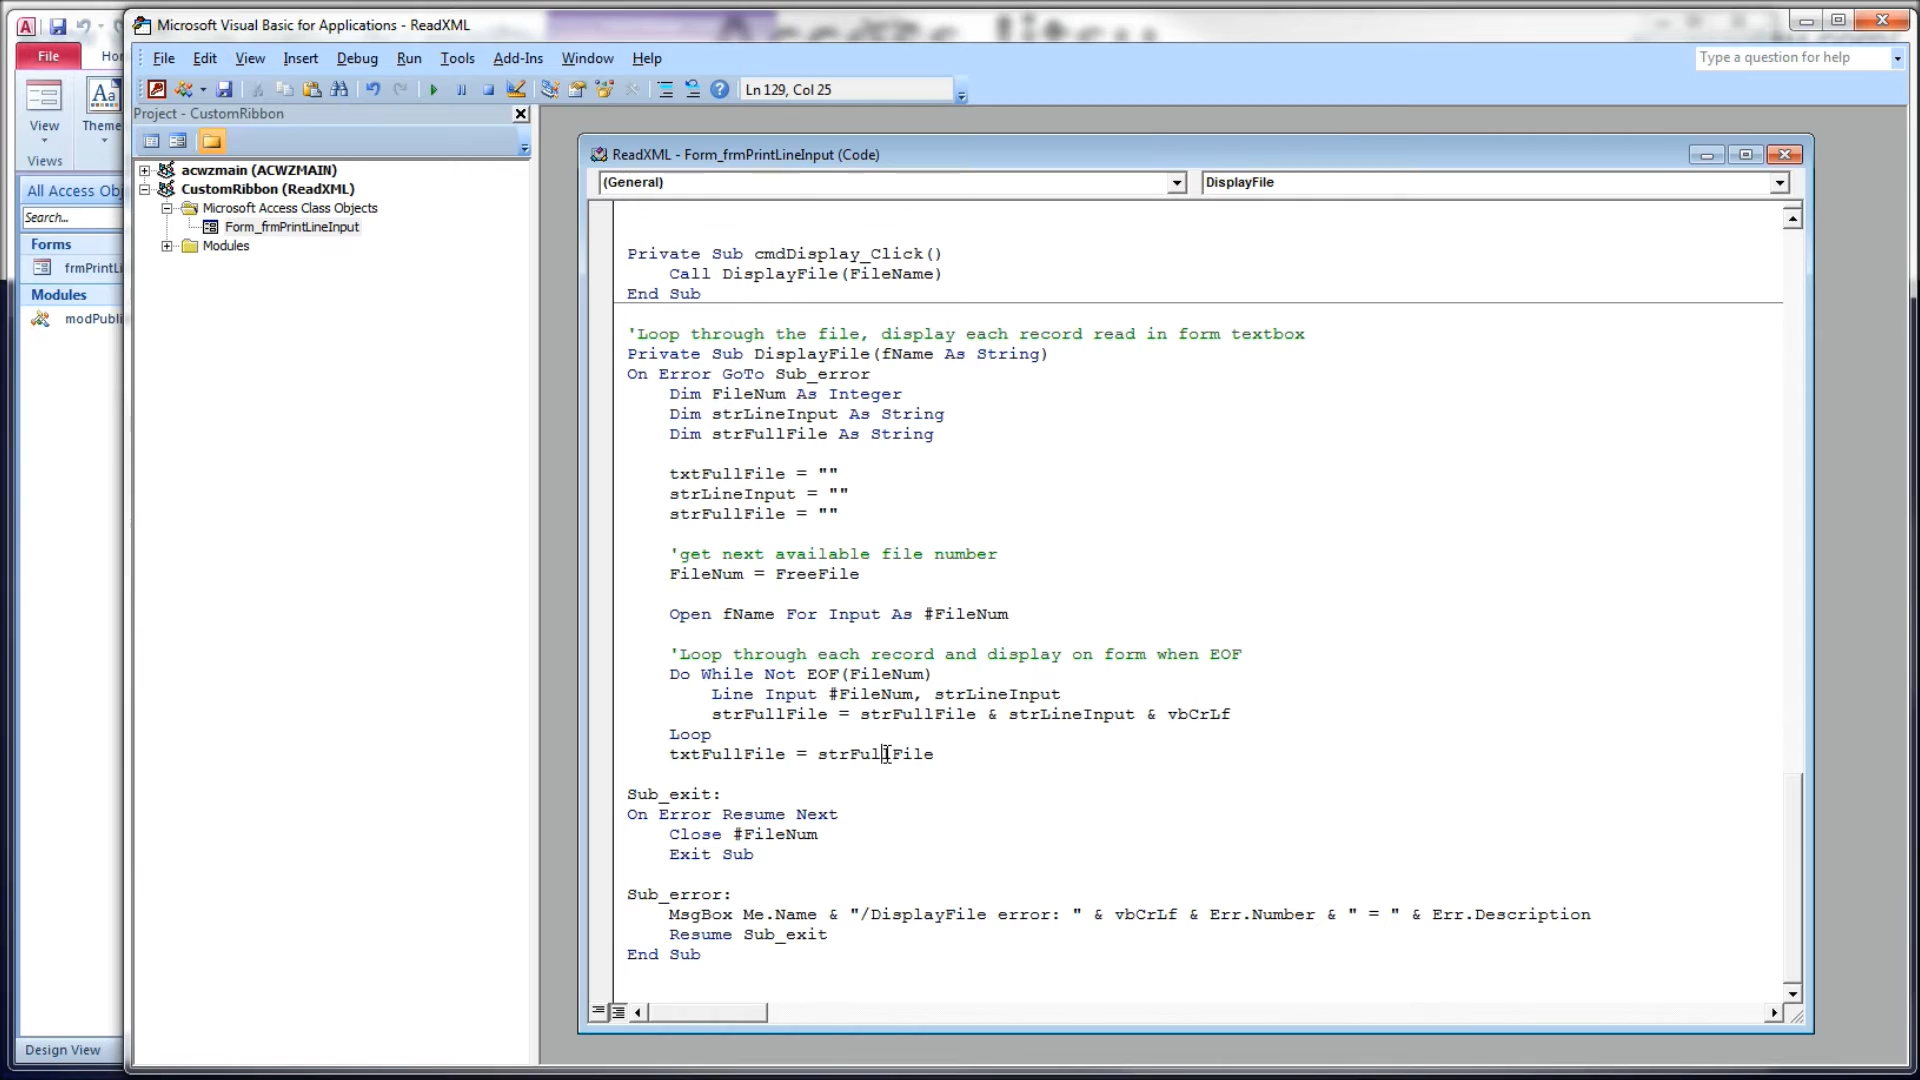 Microsoft Visual Basic for Applications - ReadXML
File Edit View Insert Debug Run Tools Add-Ins Window Help
Type a question for help
Ln 129, Col 25
File
View
Views
All Access
Search...
Forms
Modules
Design View
Project - CustomRibbon
acwzmain (ACWZMAIN)
CustomRibbon (ReadXML)
Microsoft Access Class Objects
Form_frmPrintLineInput
Modules
ReadXML - Form_frmPrintLineInput (Code)
(General)
DisplayFile
Private Sub cmdDisplay_Click()
Call DisplayFile(FileName)
End Sub
'Loop through the file, display each record read in form textbox
Private Sub DisplayFile(fName As String)
On Error GoTo Sub_error
Dim FileNum As Integer
Dim strLineInput As String
Dim strFullFile As String
txtFullFile = ""
strLineInput = ""
strFullFile = ""
'get next available file number
FileNum = FreeFile
Open fName For Input As #FileNum
'Loop through each record and display on form when EOF
Do While Not EOF(FileNum)
Line Input #FileNum, strLineInput
strFullFile = strFullFile & strLineInput & vbCrLf
Loop
txtFullFile = strFullFile
Sub_exit:
On Error Resume Next
Close #FileNum
Exit Sub
Sub_error:
MsgBox Me.Name & "/DisplayFile error: " & vbCrLf & Err.Number & " = " & Err.Description
Resume Sub_exit
End Sub